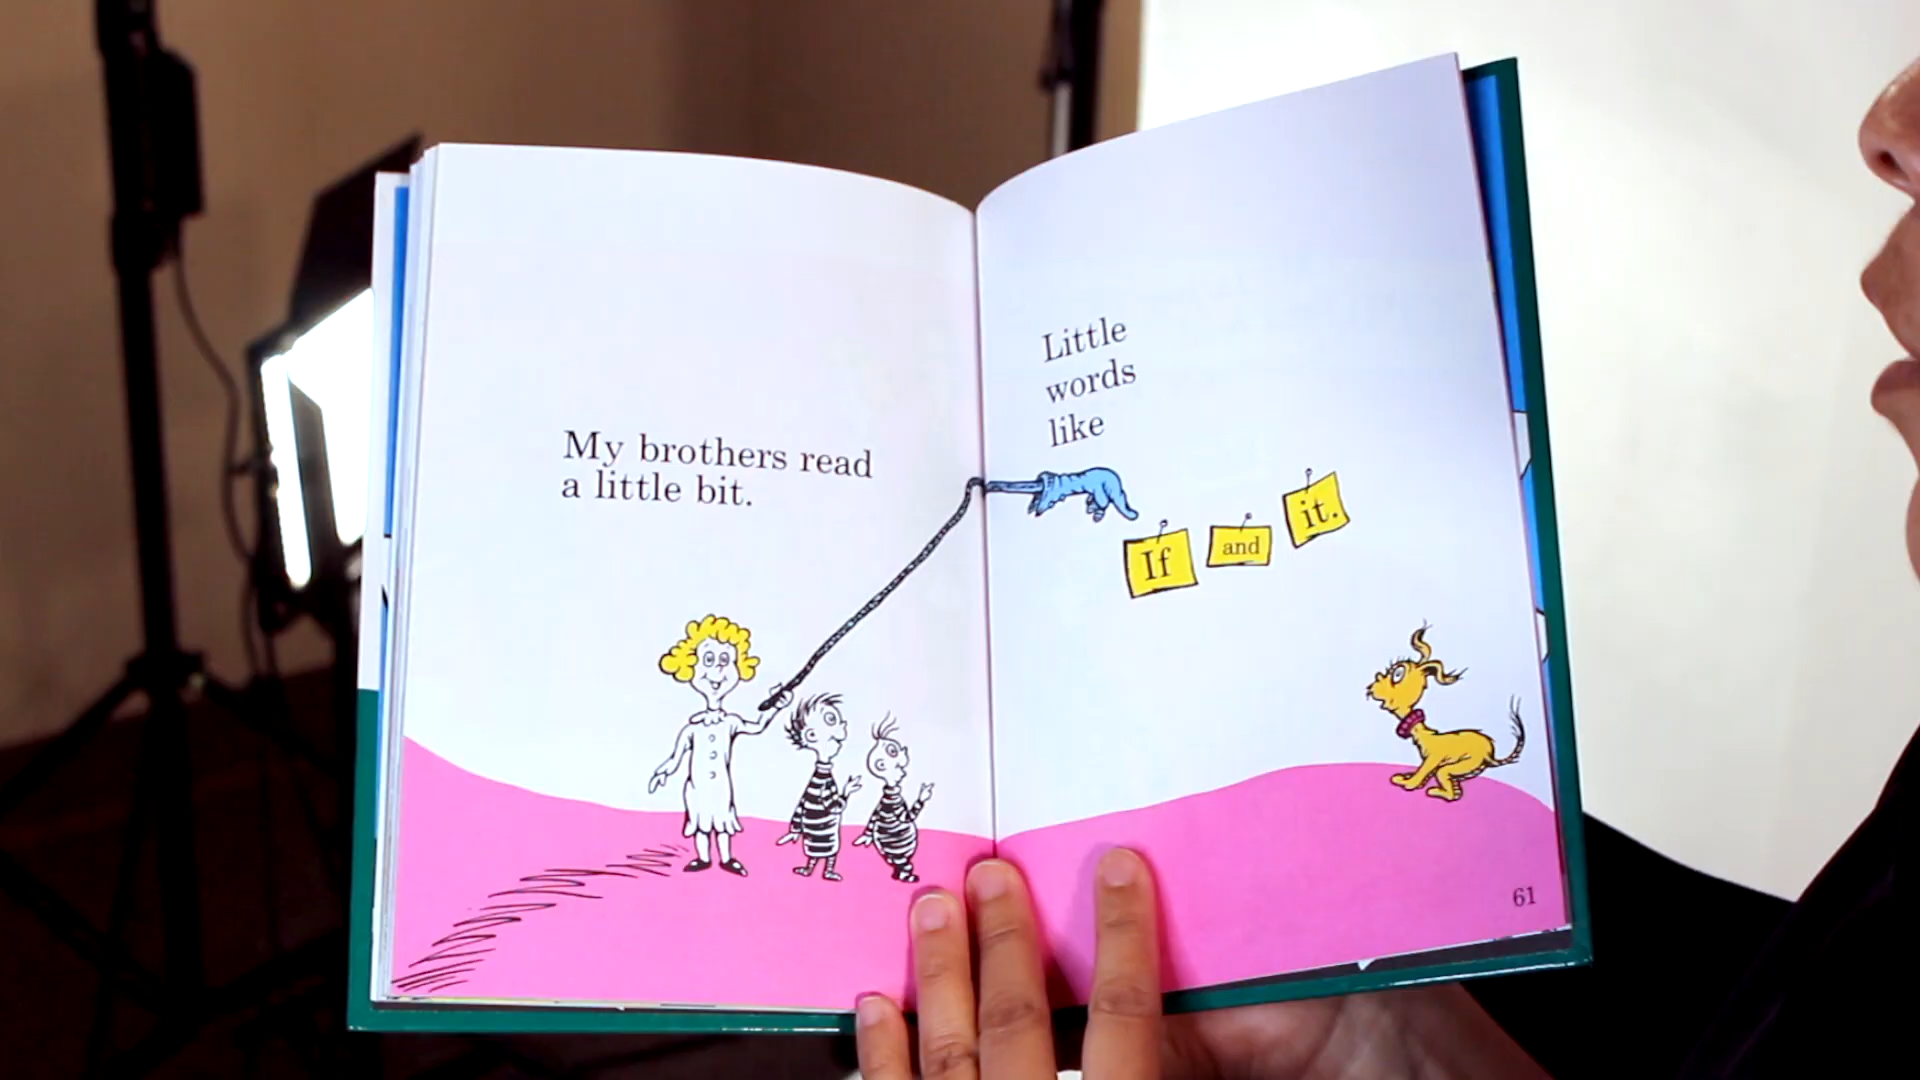 My brothers read
a little bit.
Little
words
like
If and it.
61